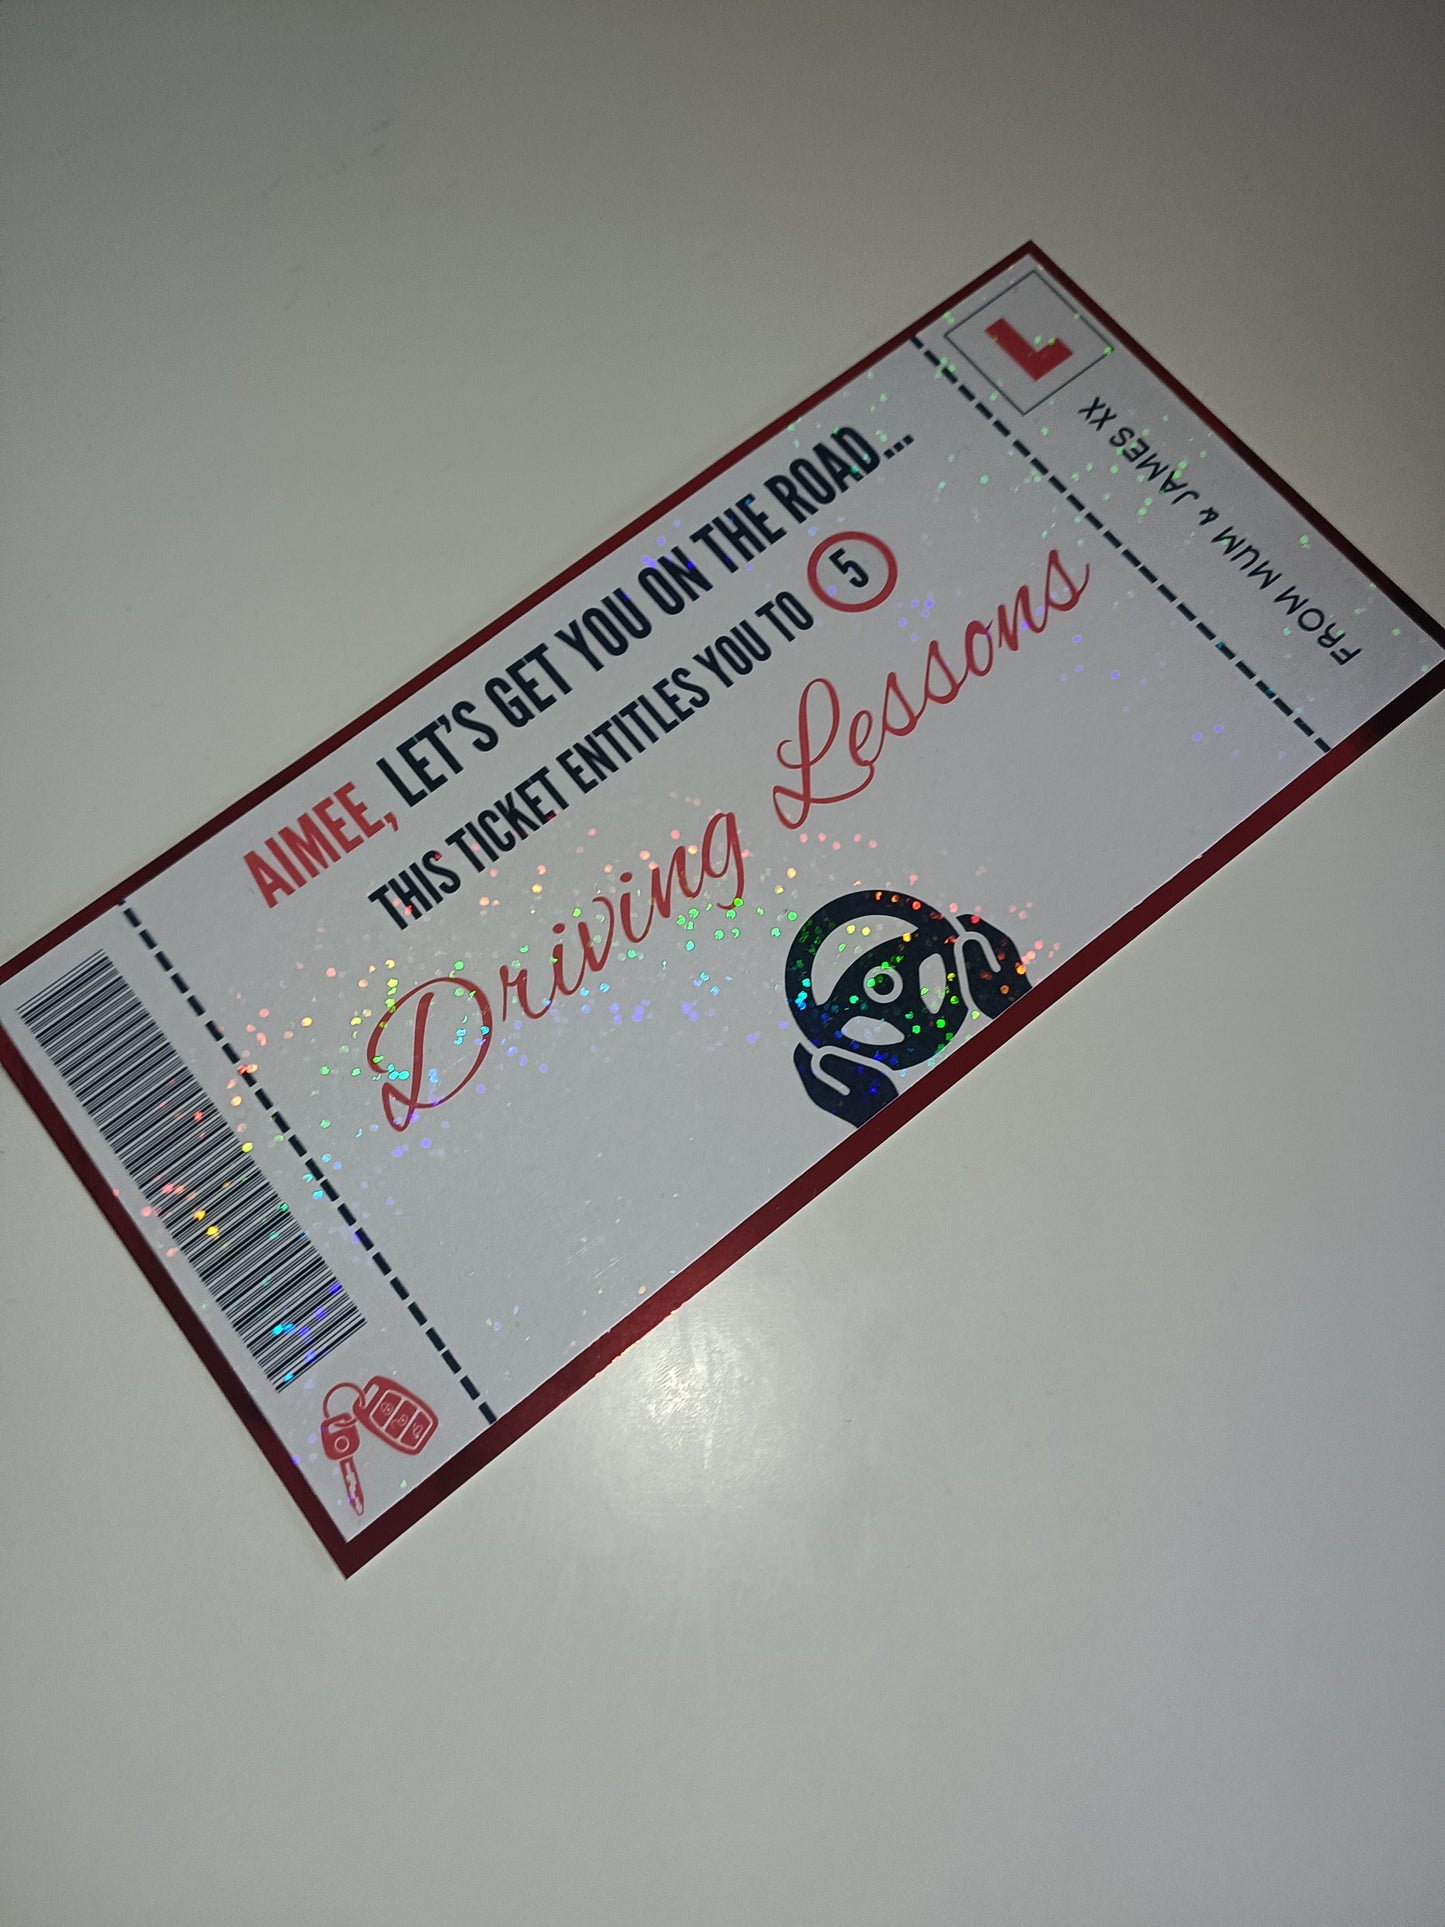 AIMEE, LET'S GET YOU ON THE ROAD...
THIS TICKET ENTITLES YOU TO 5
Driving Lessons
L
FROM MUM & JAMES XX